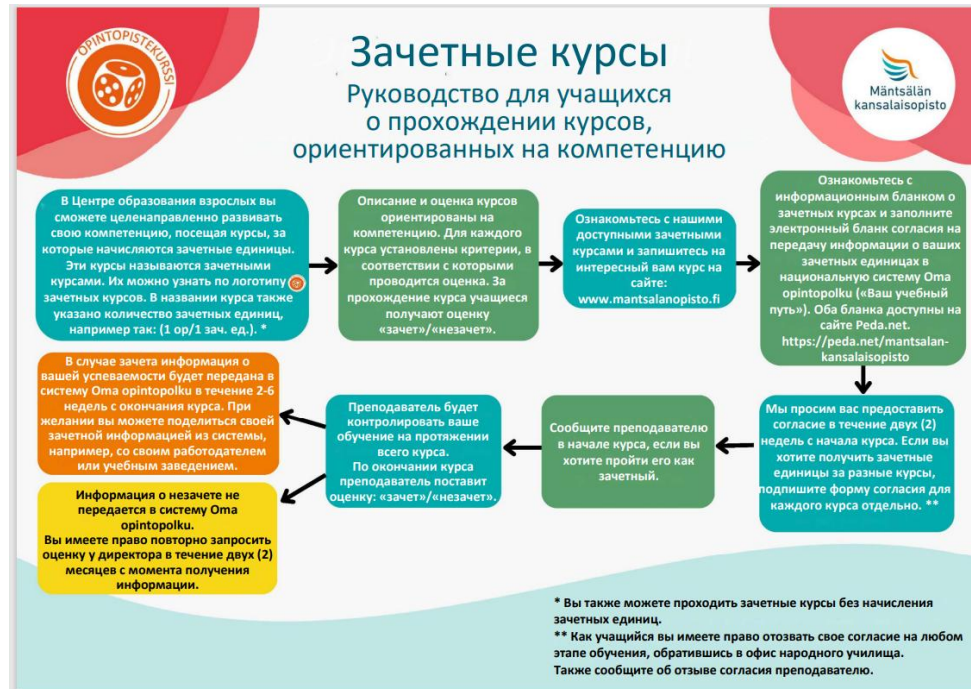 OPINTOPISTEKURSSI
Зачетные курсы
Руководство для учащихся
о прохождении курсов,
ориентированных на компетенцию
Mäntsälän
kansalaisopisto
В Центре образования взрослых вы
сможете целенаправленно развивать
свою компетенцию, посещая курсы, за
которые начисляются зачетные единицы.
Эти курсы называются зачетными
курсами. Их можно узнать по логотипу
зачетных курсов. В названии курса также
указано количество зачетных единиц,
например так: (1 op/1 зач. ед.). *
Описание и оценка курсов
ориентированы на
компетенцию. Для каждого
курса установлены критерии, в
соответствии с которыми
проводится оценка. За
прохождение курса учащиеся
получают оценку
«зачет»/«незачет».
Ознакомьтесь с нашими
доступными зачетными
курсами и запишитесь на
интересный вам курс на
сайте:
www.mantsalanopisto.fi
Ознакомьтесь с
информационным бланком о
зачетных курсах и заполните
электронный бланк согласия на
передачу информации о ваших
зачетных единицах в
национальную систему Oma
opintopolku («Ваш учебный
путь»). Оба бланка доступны на
сайте Peda.net.
https://peda.net/mantsalan-
kansalaisopisto
Мы просим вас предоставить
согласие в течение двух (2)
недель с начала курса. Если вы
хотите получить зачетные
единицы за разные курсы,
подпишите форму согласия для
каждого курса отдельно. **
Сообщите преподавателю
в начале курса, если вы
хотите пройти его как
зачетный.
Преподаватель будет
контролировать ваше
обучение на протяжении
всего курса.
По окончании курса
преподаватель поставит
оценку: «зачет»/«незачет».
В случае зачета информация о
вашей успеваемости будет передана в
систему Oma opintopolku в течение 2-6
недель с окончания курса. При
желании вы можете поделиться своей
зачетной информацией из системы,
например, со своим работодателем
или учебным заведением.
Информация о незачете не
передается в систему Oma
opintopolku.
Вы имеете право повторно запросить
оценку у директора в течение двух (2)
месяцев с момента получения
информации.
* Вы также можете проходить зачетные курсы без начисления
зачетных единиц.
** Как учащийся вы имеете право отозвать свое согласие на любом
этапе обучения, обратившись в офис народного училища.
Также сообщите об отзыве согласия преподавателю.